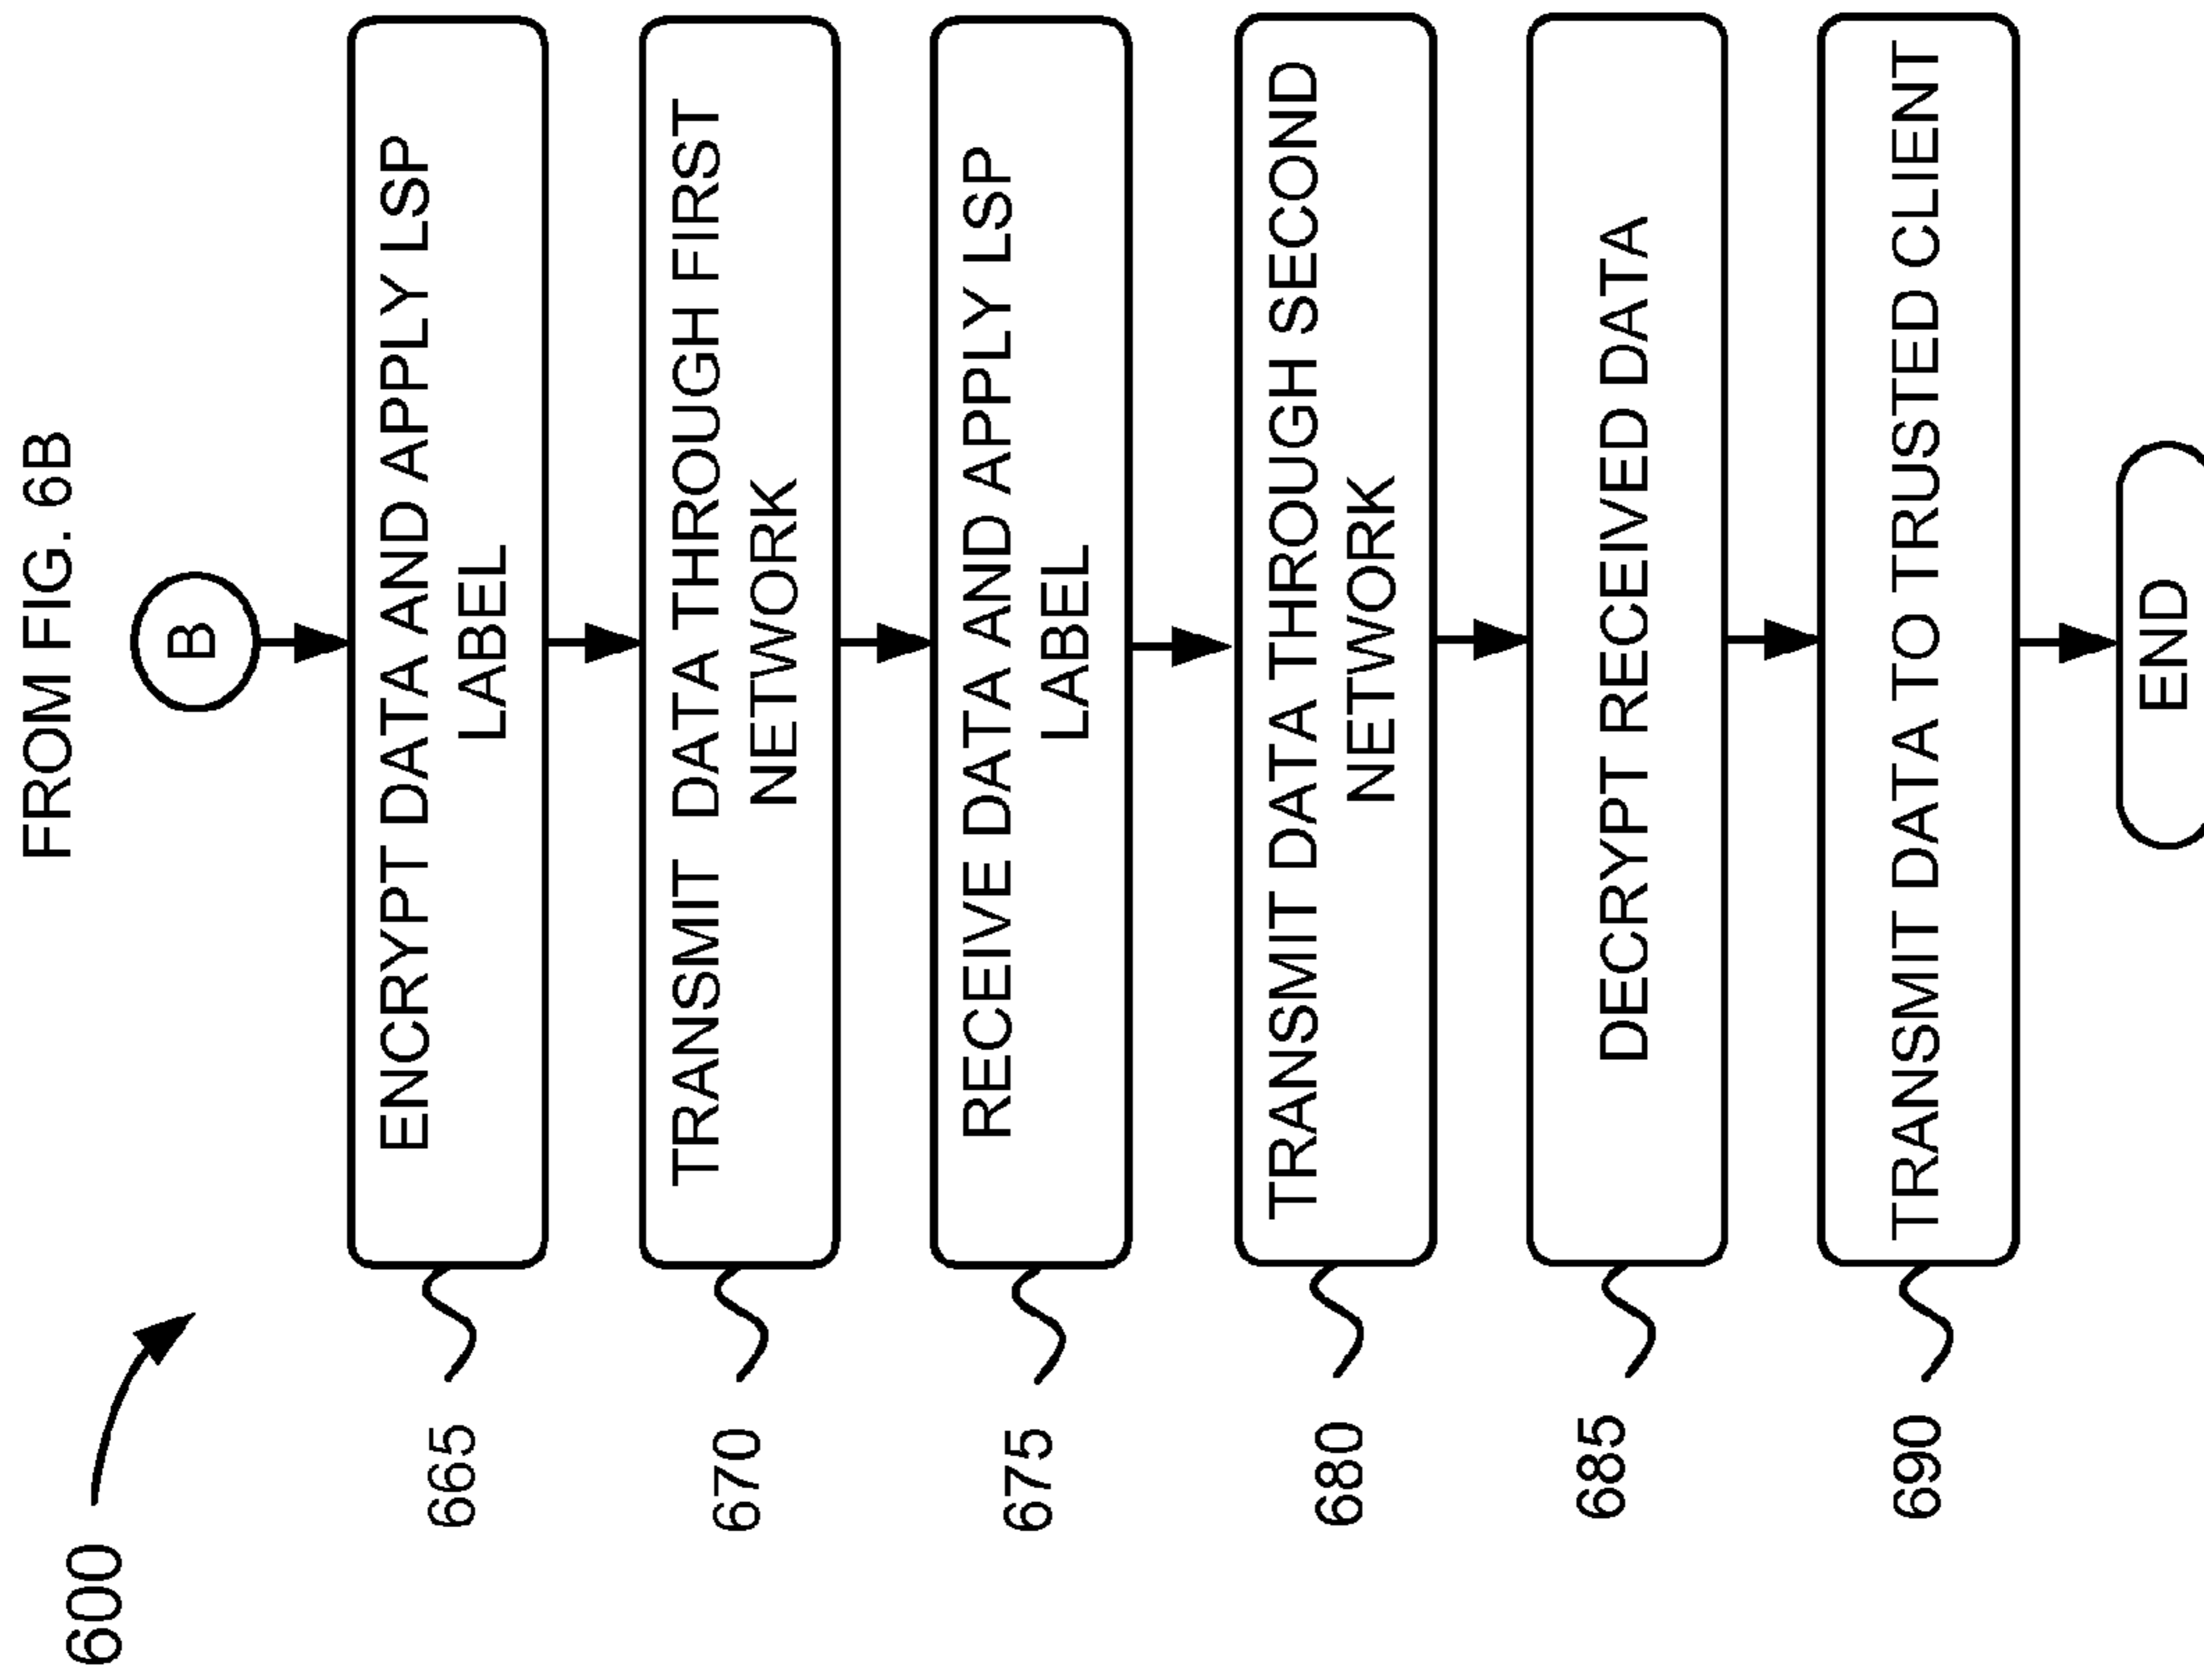 600
FROM FIG. 6B
B
665
ENCRYPT DATA AND APPLY LSP
LABEL
670
TRANSMIT DATA THROUGH FIRST
NETWORK
675
RECEIVE DATA AND APPLY LSP
LABEL
680
TRANSMIT DATA THROUGH SECOND
NETWORK
685
DECRYPT RECEIVED DATA
690
TRANSMIT DATA TO TRUSTED CLIENT
END